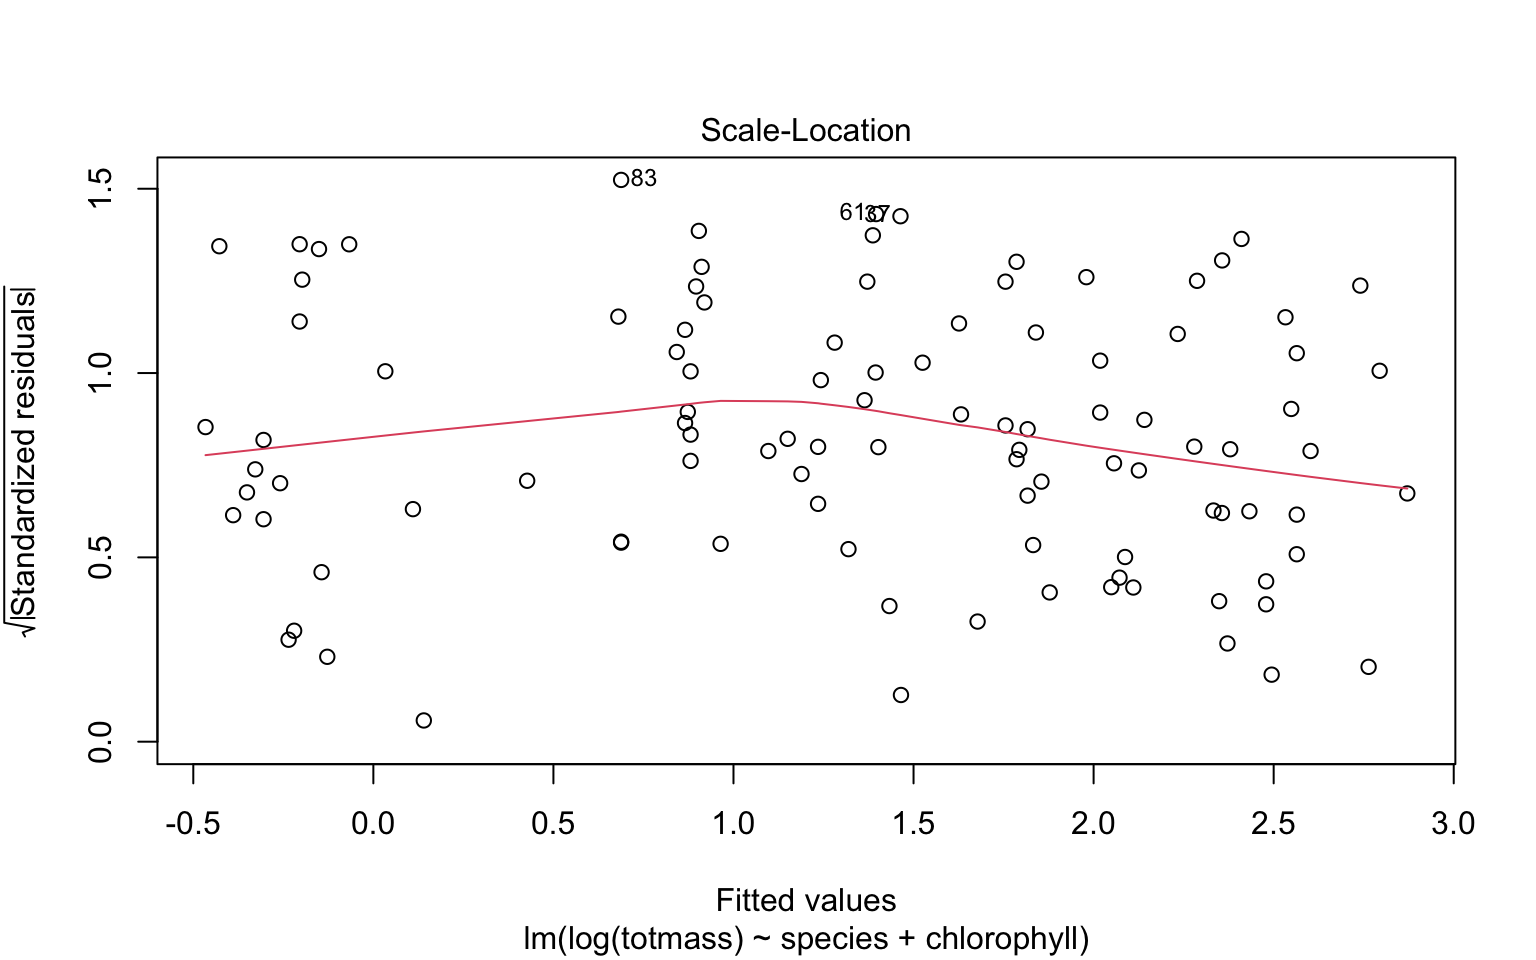 Scale-Location
√|Standardized residuals|
1.5
1.0
0.5
0.0
83
6137
-0.5 0.0 0.5 1.0 1.5 2.0 2.5 3.0
Fitted values
lm(log(totmass) ~ species + chlorophyll)